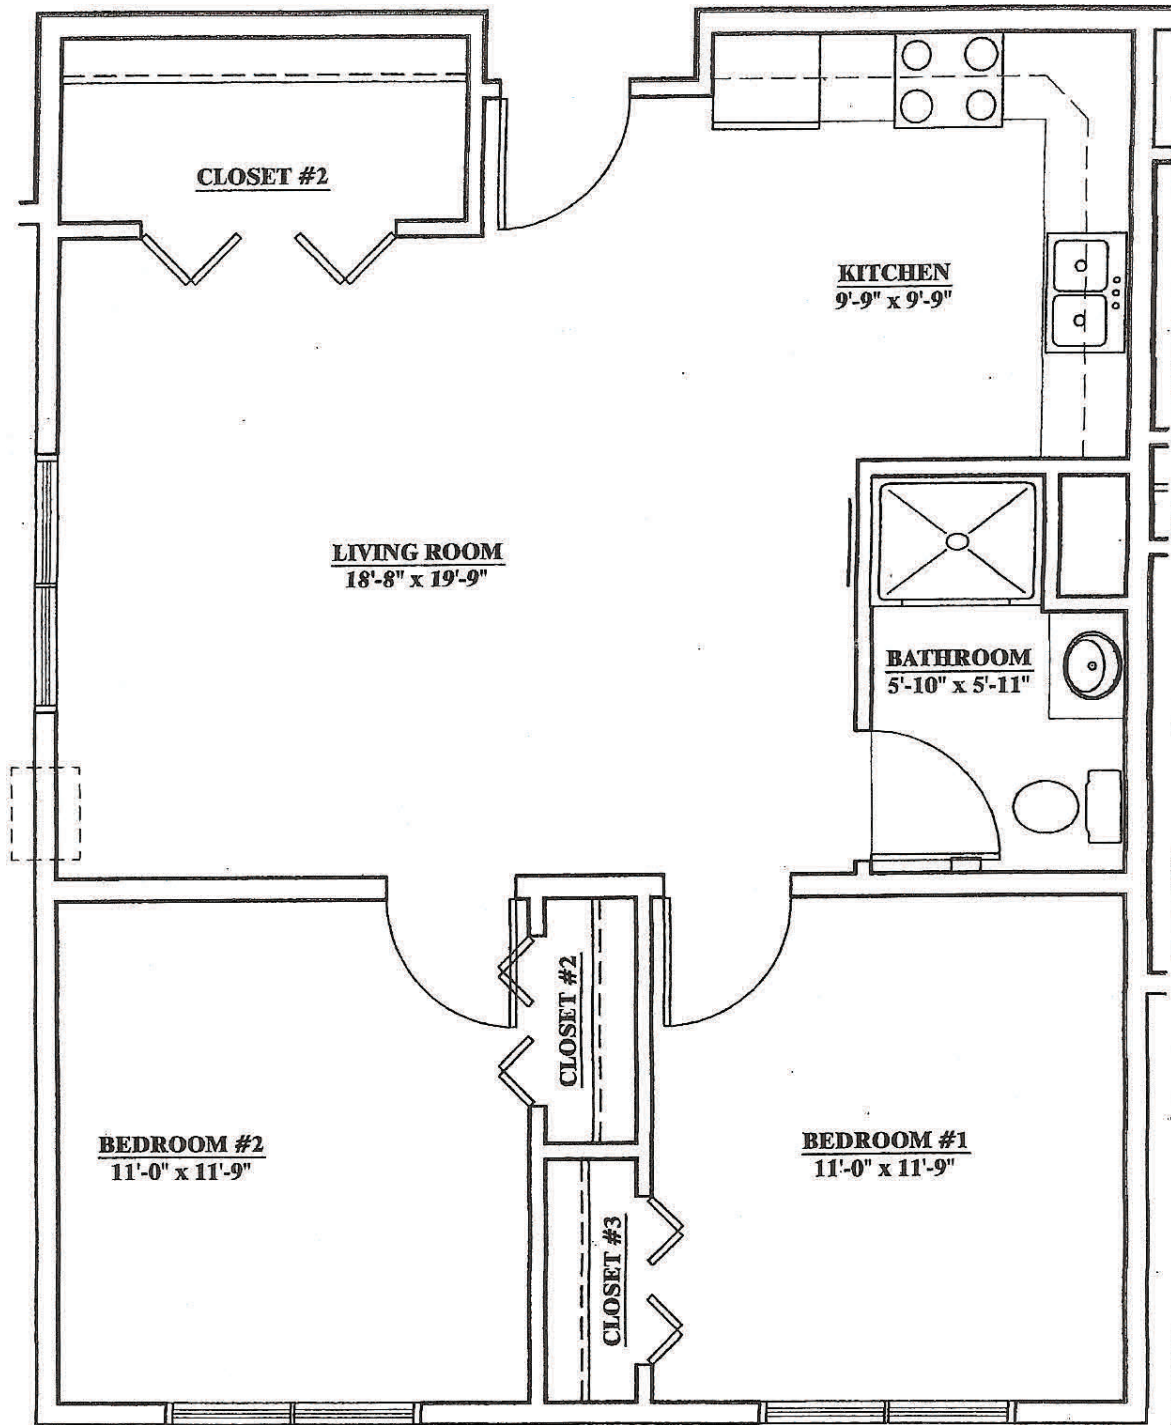 CLOSET #2
KITCHEN
9'-9" x 9'-9"
LIVING ROOM
18'-8" x 19'-9"
BATHROOM
5'-10" x 5'-11"
CLOSET #2
BEDROOM #2
11'-0" x 11'-9"
BEDROOM #1
11'-0" x 11'-9"
CLOSET #3